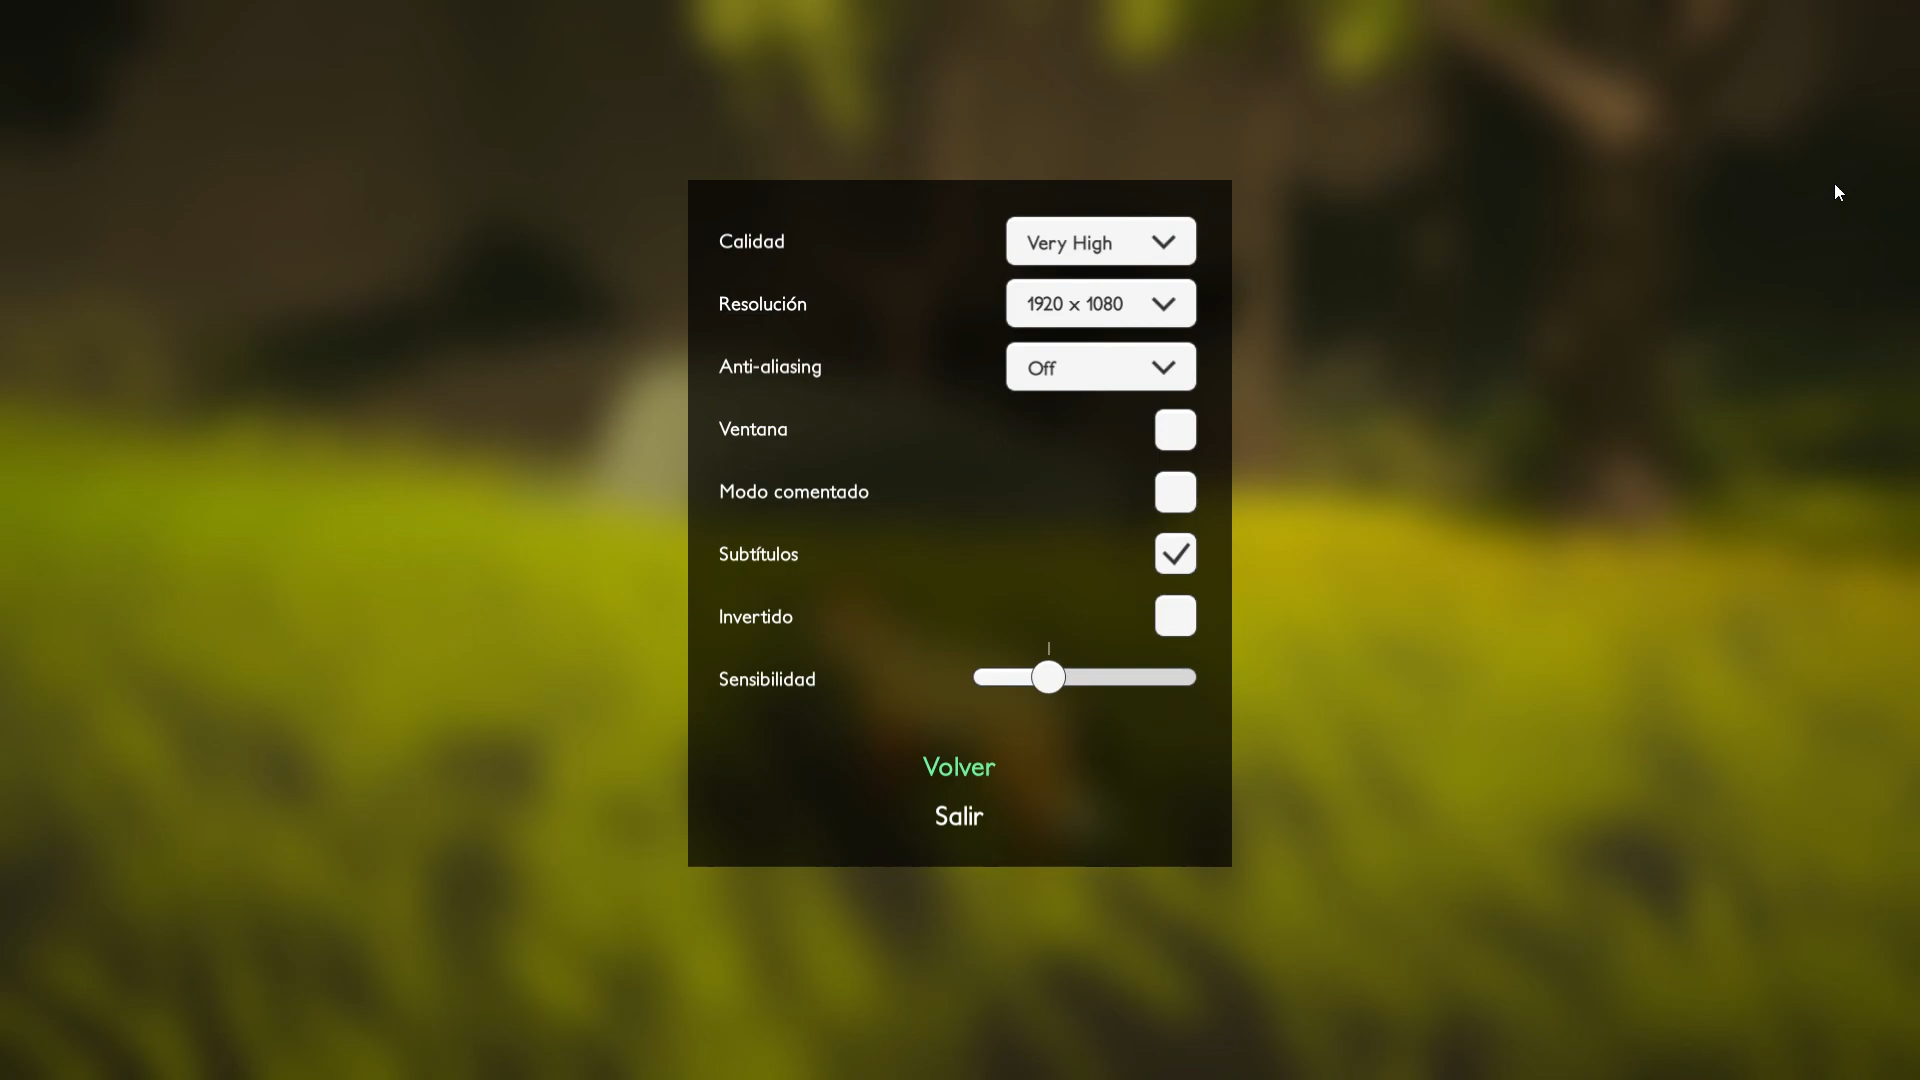 Calidad Very High
Resolución 1920 x 1080
Anti-aliasing Off
Ventana
Modo comentado
Subtítulos
Invertido
Sensibilidad
Volver
Salir